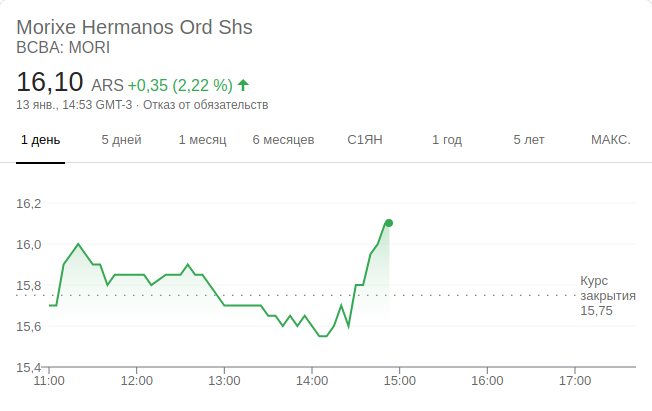 Morixe Hermanos Ord Shs
BCBA: MORI
16,10 ARS +0,35 (2,22 %)
13 янв., 14:53 GMT-3 · Отказ от обязательств
1 день 5 дней 1 месяц 6 месяцев С1ЯН 1 год 5 лет МАКС.
16,2
16,0
15,8
15,6
15,4
Курс
закрытия
15,75
11:00 12:00 13:00 14:00 15:00 16:00 17:00